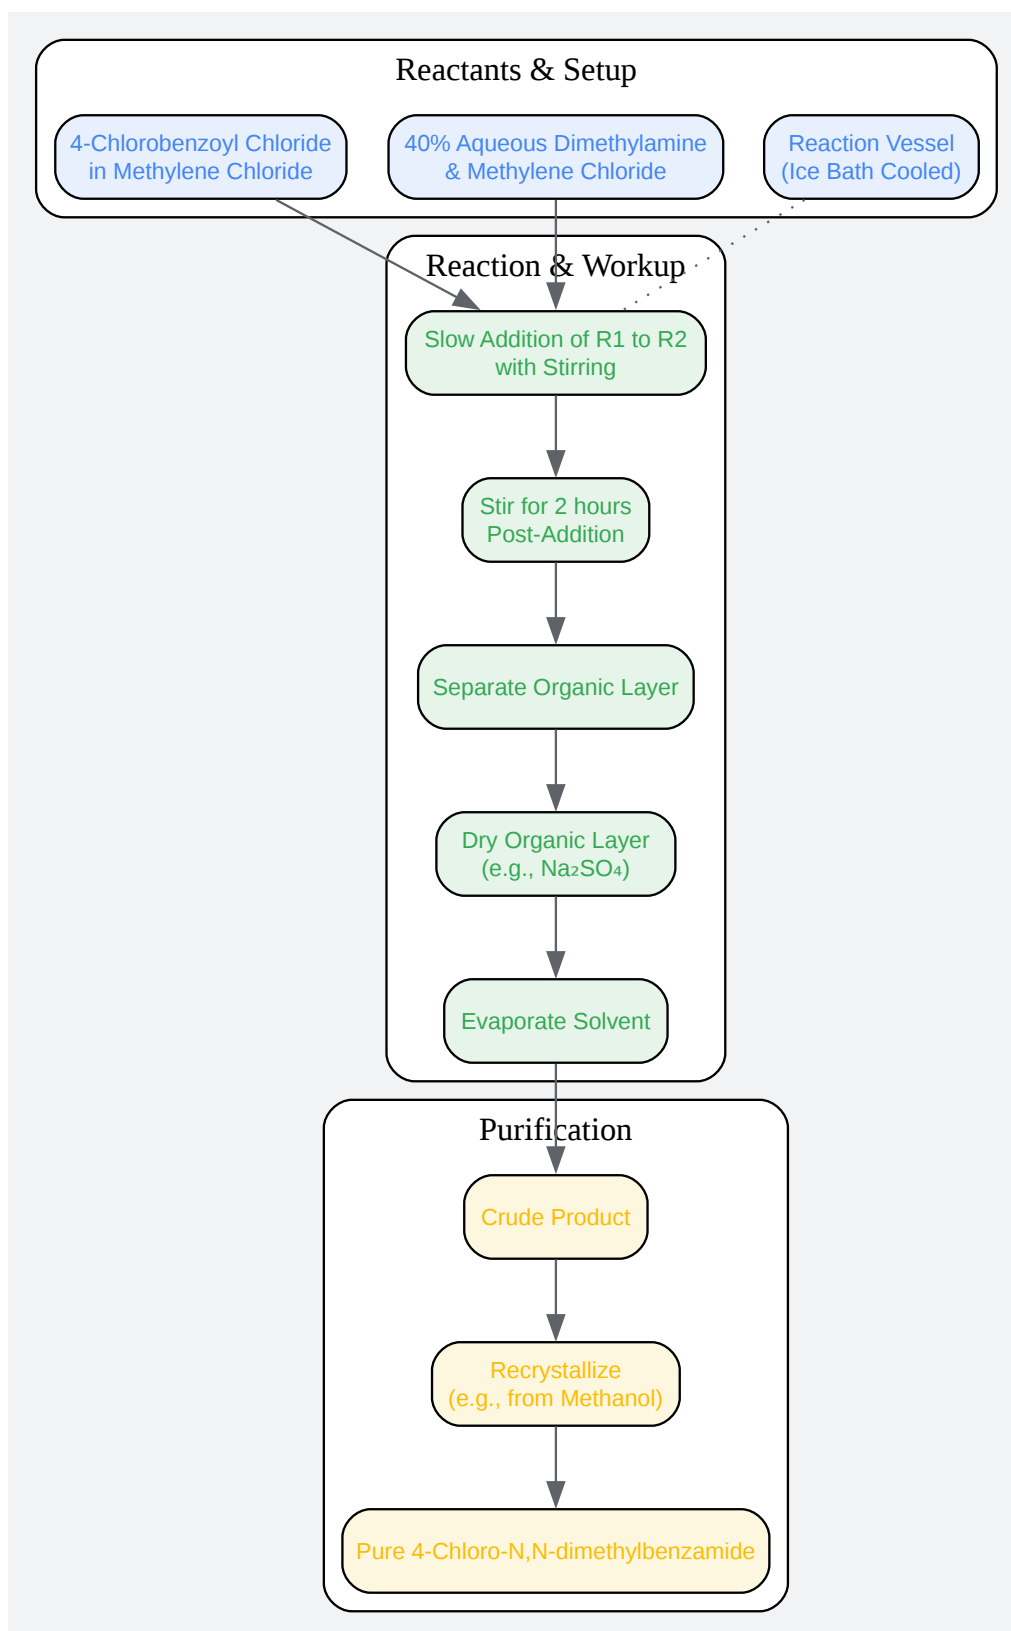 Reactants & Setup
4-Chlorobenzoyl Chloride
in Methylene Chloride
40% Aqueous Dimethylamine
& Methylene Chloride
Reaction Vessel
(Ice Bath Cooled)
Reaction & Workup
Slow Addition of R1 to R2
with Stirring
Stir for 2 hours
Post-Addition
Separate Organic Layer
Dry Organic Layer
(e.g., Na₂SO₄)
Evaporate Solvent
Purification
Crude Product
Recrystallize
(e.g., from Methanol)
Pure 4-Chloro-N,N-dimethylbenzamide